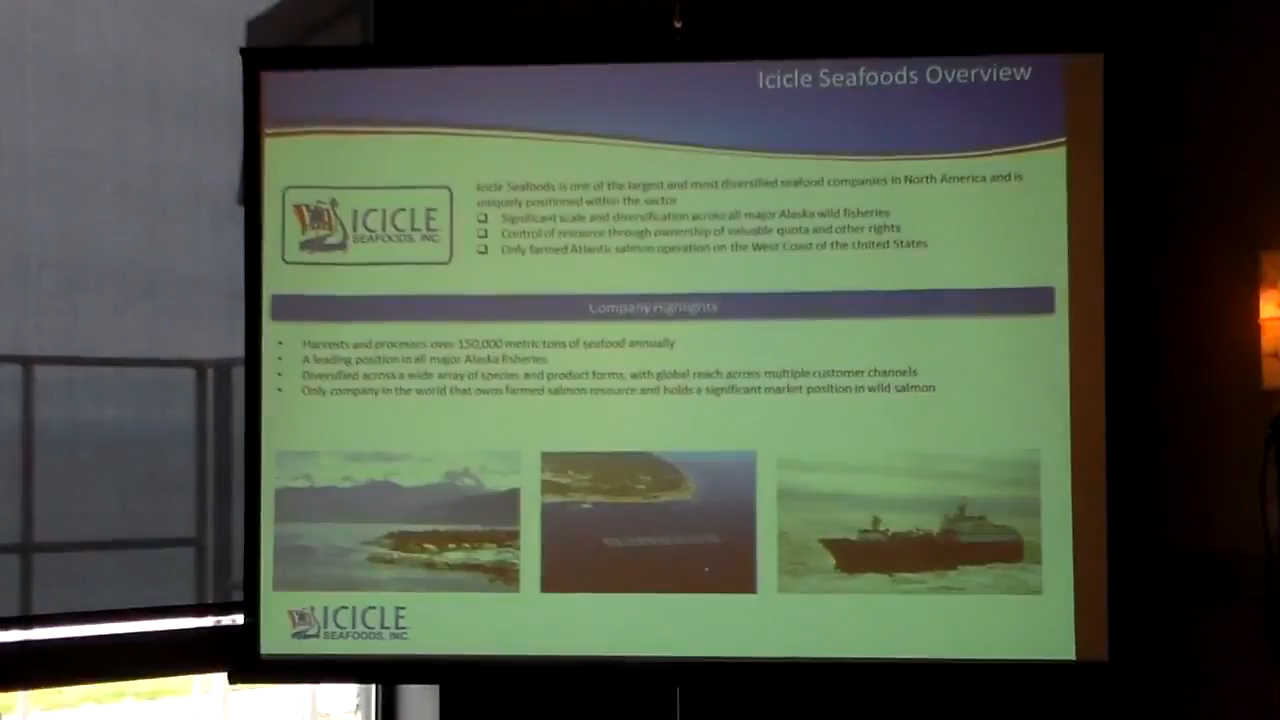 Icicle Seafoods Overview
ICICLE
SEAFOODS, INC.
Icicle Seafoods is one of the largest and most diversified seafood companies in North America and is
uniquely positioned within the sector
Significant scale and diversification across all major Alaska wild fisheries
Control of resource through ownership of valuable quota and other rights
Only farmed Atlantic salmon operation on the West Coast of the United States
Company Highlights
Harvests and processes over 150,000 metric tons of seafood annually
A leading position in all major Alaska fisheries
Diversified across a wide array of species and product forms, with global reach across multiple customer channels
Only company in the world that owns farmed salmon resource and holds a significant market position in wild salmon
ICICLE
SEAFOODS, INC.